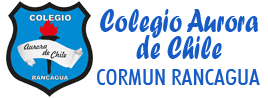 COLEGIO
Aurora
de Chile
RANCAGUA
Colegio Aurora
de Chile
CORMUN RANCAGUA